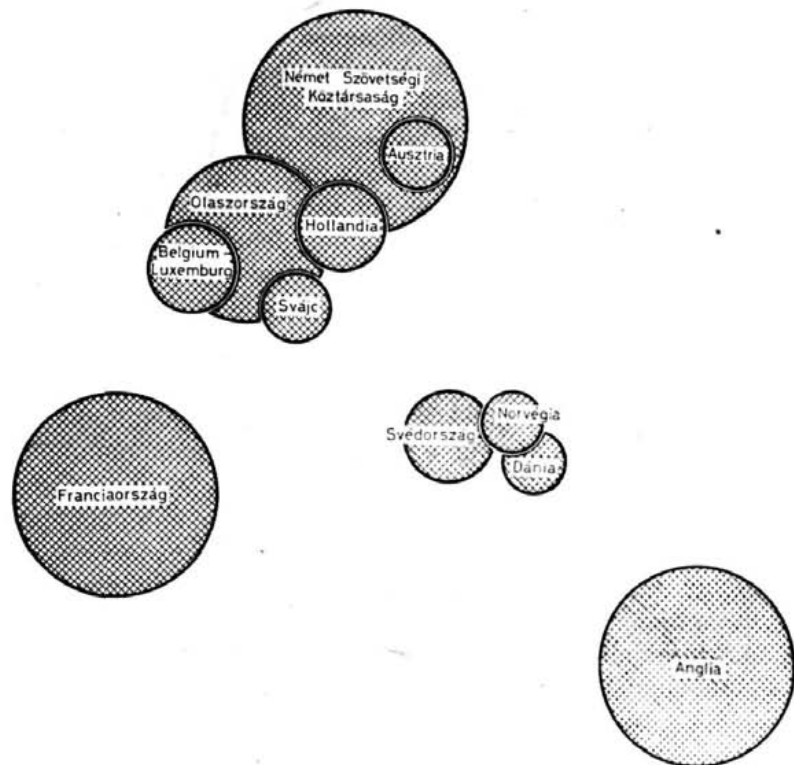 Német Szövetségi
Köztársaság
Ausztria
Olaszország
Hollandia
Belgium –
Luxemburg
Svájc
Norvégia
Svédország
Dánia
Franciaország
Anglia